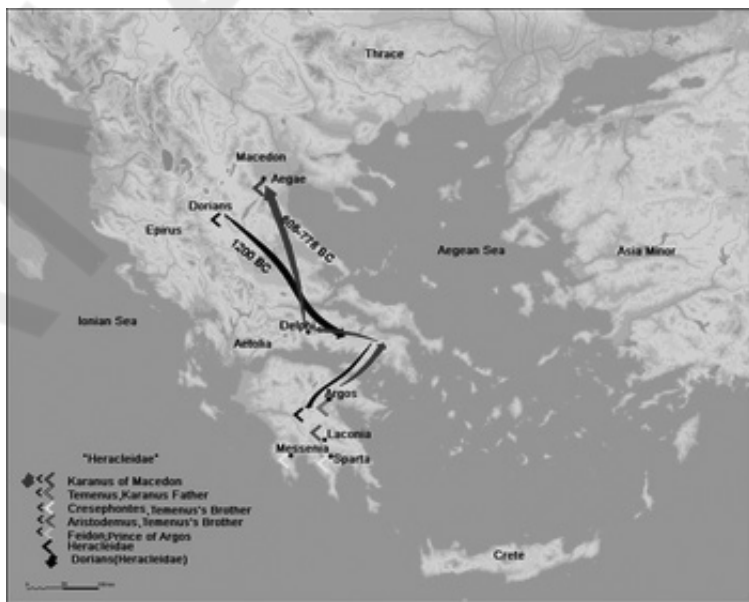 Thrace
Macedon
Aegae
Dorians
Epirus
808-778 BC
1200 BC
Aegean Sea
Asia Minor
Ionian Sea
Delphi
Aetolia
Argos
Laconia
Messenia
Sparta
"Heracleidae"
Karanus of Macedon
Temenus,Karanus Father
Cresephontes,Temenus's Brother
Aristodemus,Temenus's Brother
Feidon,Prince of Argos
Heracleidae
Dorians(Heracleidae)
Crete